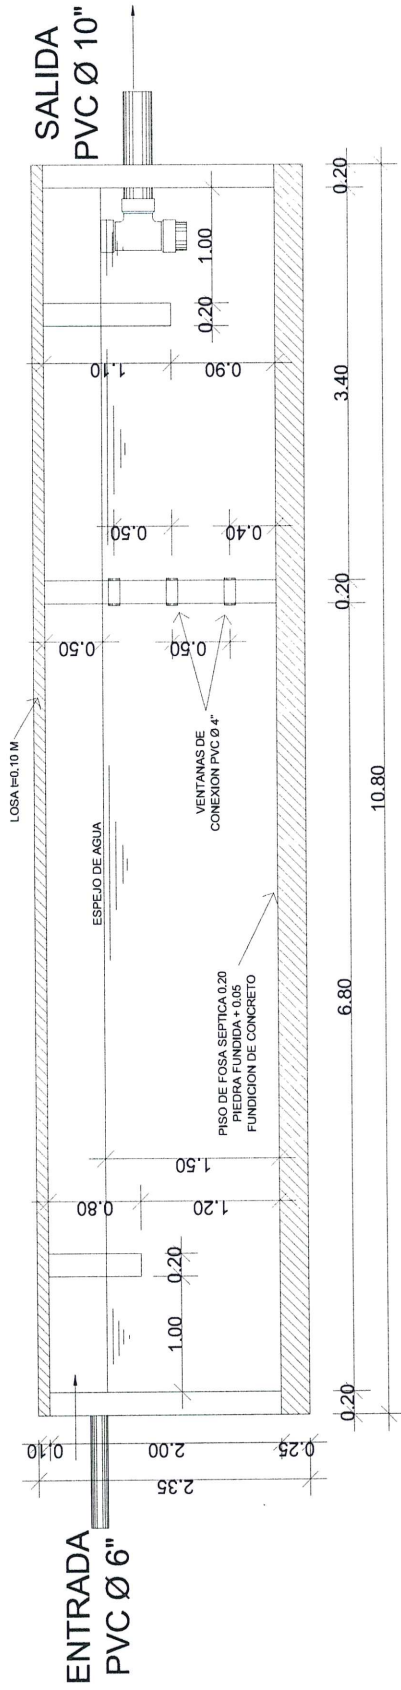 ENTRADA
PVC Ø 6"
SALIDA
PVC Ø 10"
LOSA t=0,10 M
ESPEJO DE AGUA
VENTANAS DE
CONEXION PVC Ø 4"
PISO DE FOSA SEPTICA 0.20
PIEDRA FUNDIDA + 0.05
FUNDICION DE CONCRETO
0.10
2.00
0.25
2.35
1.00
0.20
0.80
1.20
1.50
0.50
0.50
0.50
0.40
1.10
0.90
0.20
1.00
0.20
6.80
0.20
3.40
0.20
10.80